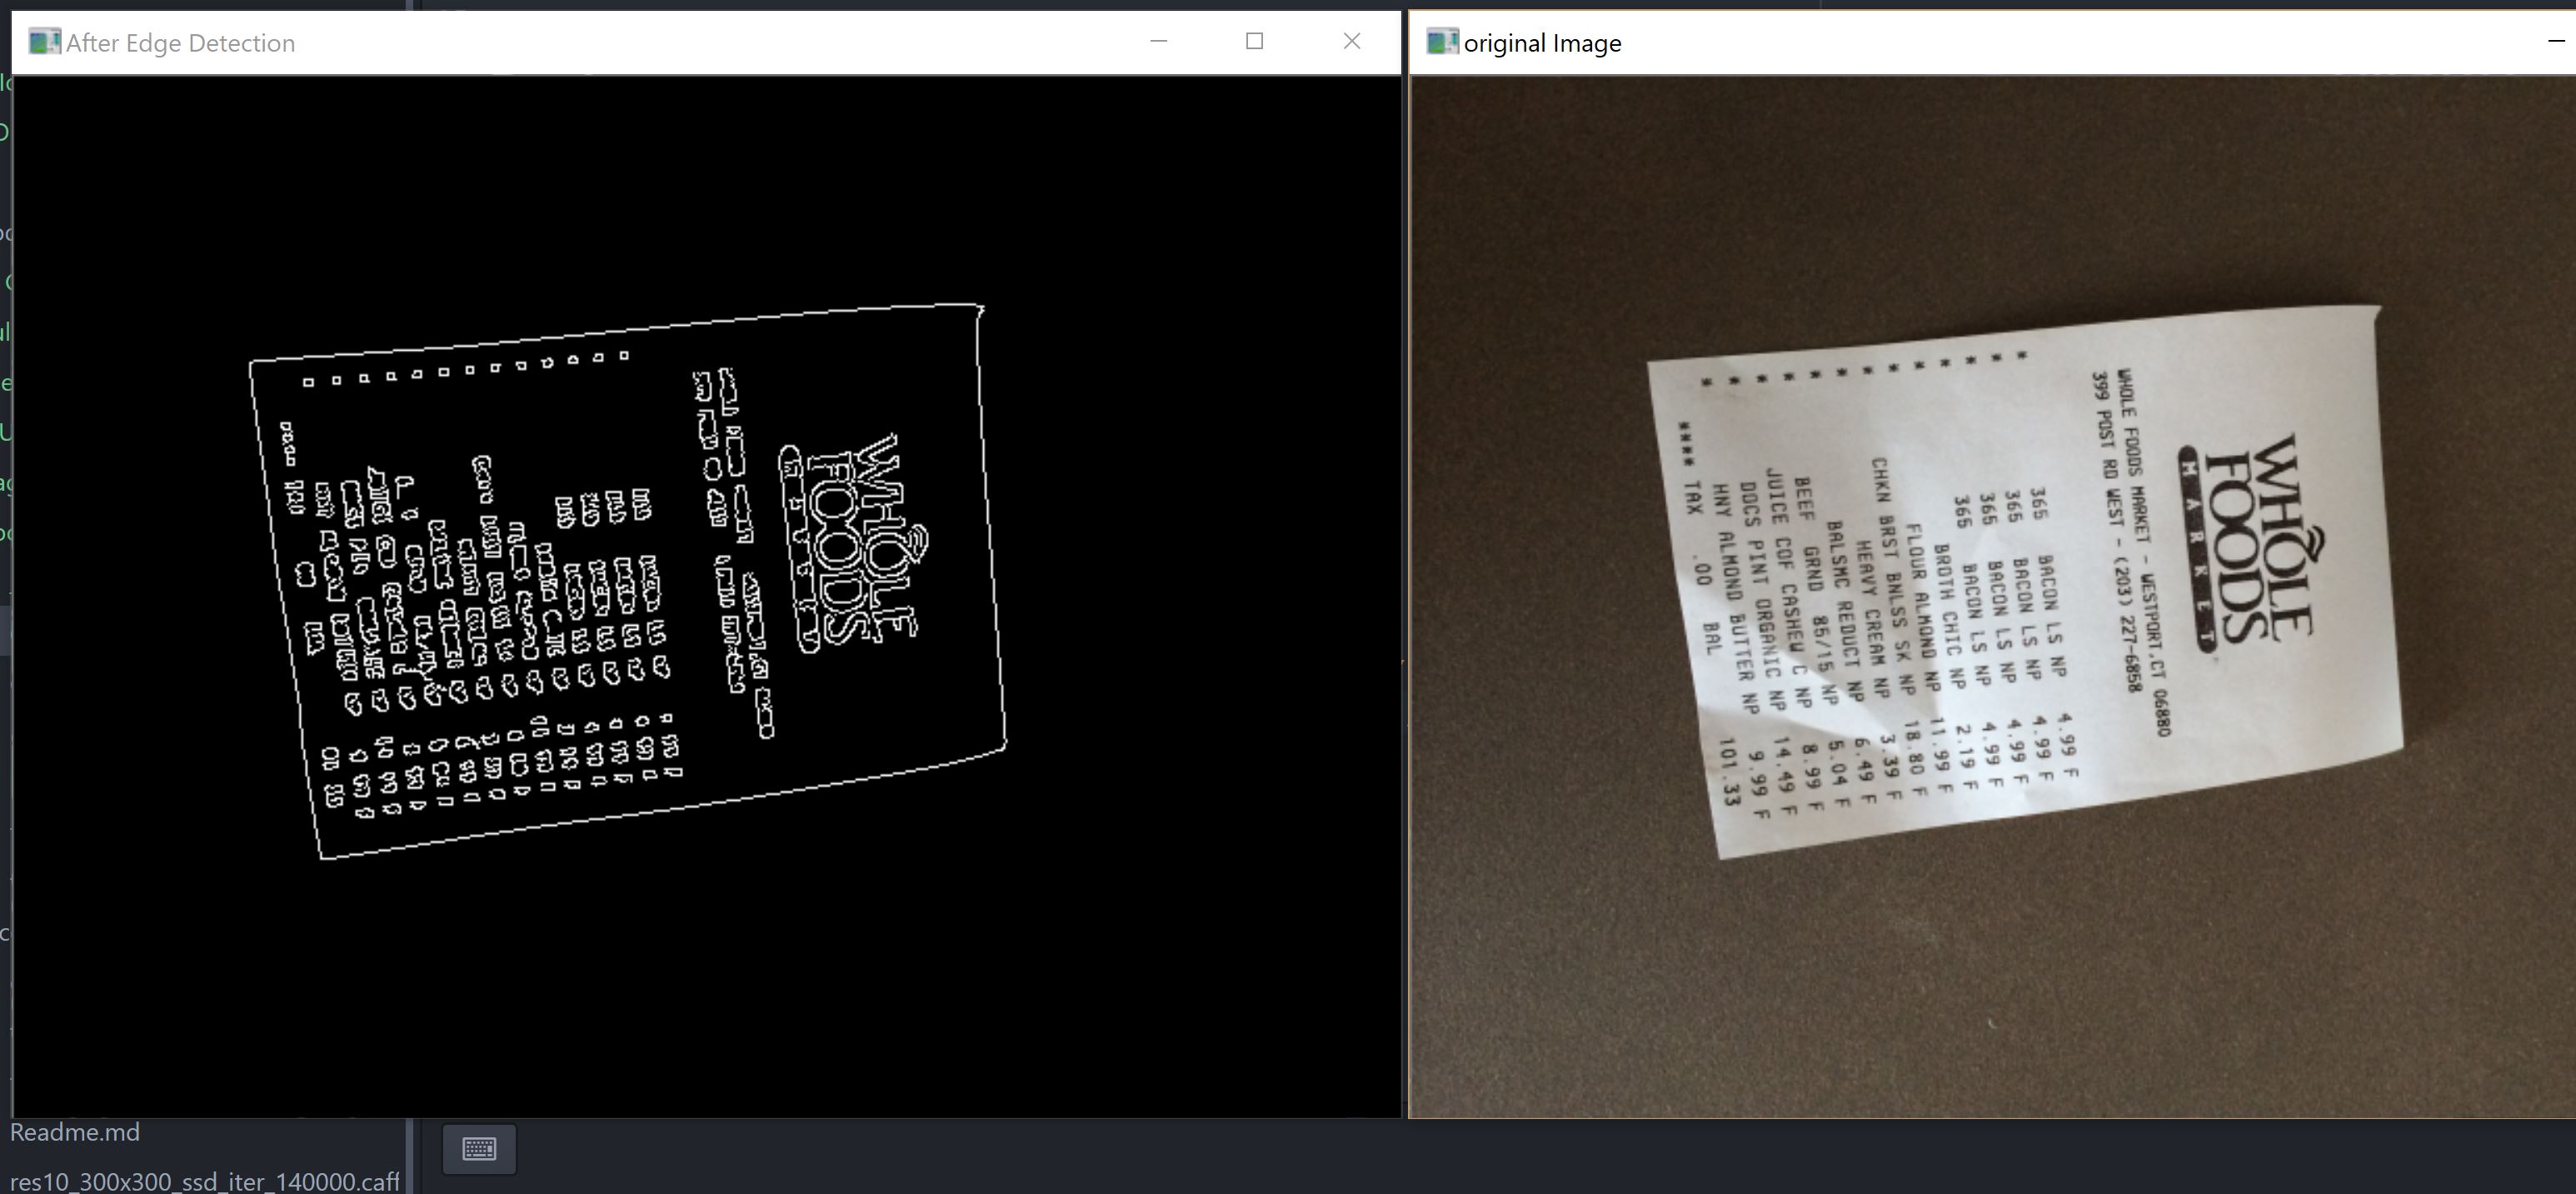 After Edge Detection
WHOLE
FOODS
original Image
WHOLE
FOODS
MARKET
WHOLE FOODS MARKET - WESTPORT,CT 06880
399 POST RD WEST - (203) 227-6858
* 365 BACON LS NP 4.99 F
* 365 BACON LS NP 4.99 F
* 365 BACON LS NP 4.99 F
* 365 BACON LS NP 4.99 F
* BROTH CHIC NP 2.19 F
* FLOUR ALMOND NP 11.99 F
* CHKN BRST BNLSS SK NP 18.80 F
* HEAVY CREAM NP 3.39 F
* BALSMC REDUCT NP 6.49 F
* BEEF GRND 85/15 NP 5.04 F
* JUICE COF CASHEW C NP 8.99 F
* DOCS PINT ORGANIC NP 14.49 F
* HNY ALMOND BUTTER NP 9.99 F
**** TAX .00 BAL 101.33
Readme.md
res10_300x300_ssd_iter_140000.caff